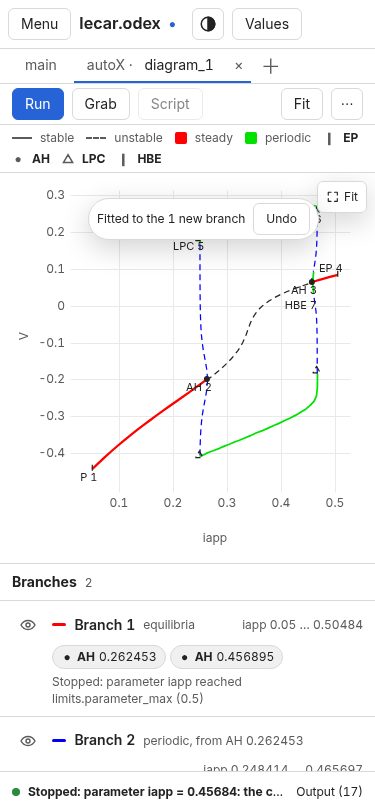 Menu lecar.odex Values
main autoX · diagram_1 ×
Run Grab Script Fit ···
stable unstable steady periodic EP
AH LPC HBE
0.3
Fit
Fitted to the 1 new branch Undo
0.2
LPC 5
0.1
EP 4
AH 3
0
HBE 7
V
−0.1
−0.2
AH 2
−0.3
−0.4
P 1
0.1 0.2 0.3 0.4 0.5
iapp
Branches 2
Branch 1 equilibria iapp 0.05 ... 0.50484
AH 0.262453 AH 0.456895
Stopped: parameter iapp reached
limits.parameter_max (0.5)
Branch 2 periodic, from AH 0.262453
iapp 0.248414 ... 0.465697
Stopped: parameter iapp = 0.45684: the c... Output (17)